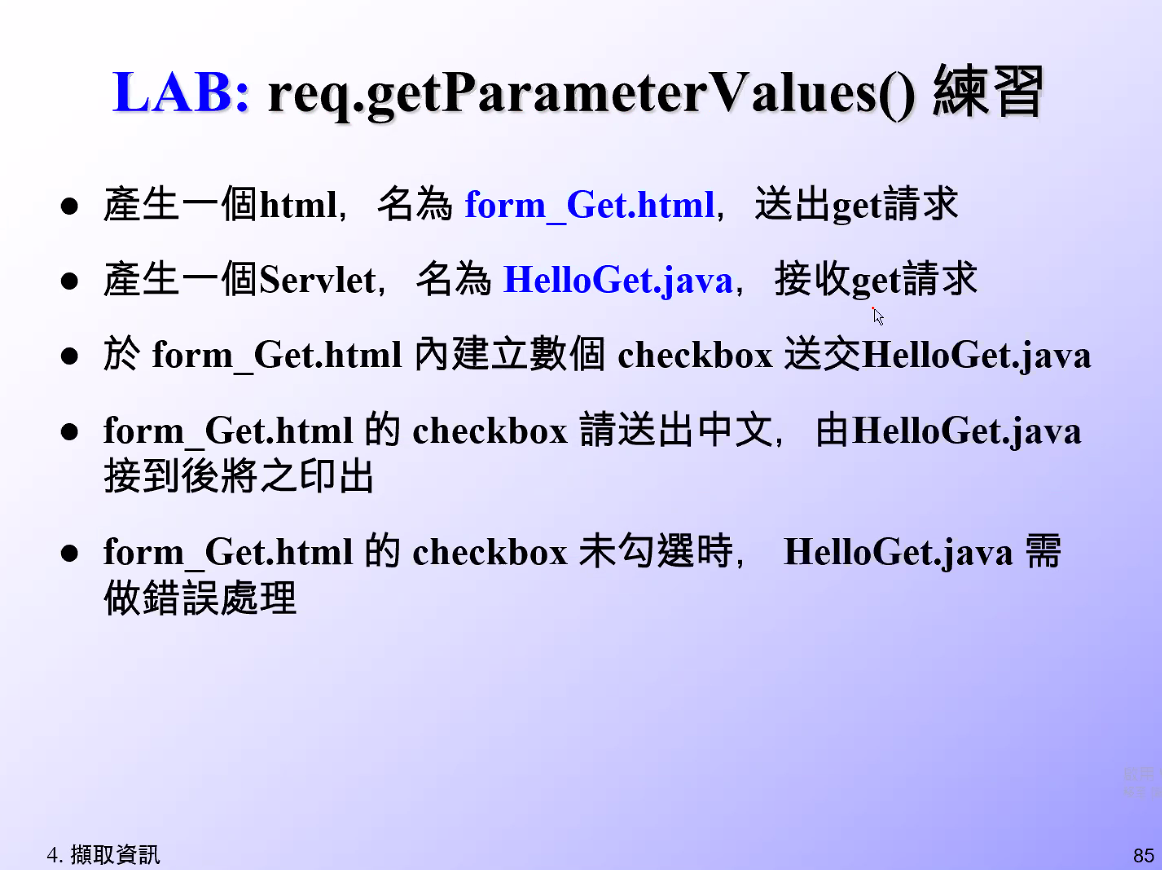 LAB: req.getParameterValues() 練習
● 產生一個html，名為 form_Get.html，送出get請求
● 產生一個Servlet，名為 HelloGet.java，接收get請求
● 於 form_Get.html 內建立數個 checkbox 送交HelloGet.java
● form_Get.html 的 checkbox 請送出中文，由HelloGet.java
接到後將之印出
● form_Get.html 的 checkbox 未勾選時， HelloGet.java 需
做錯誤處理
4. 擷取資訊
85